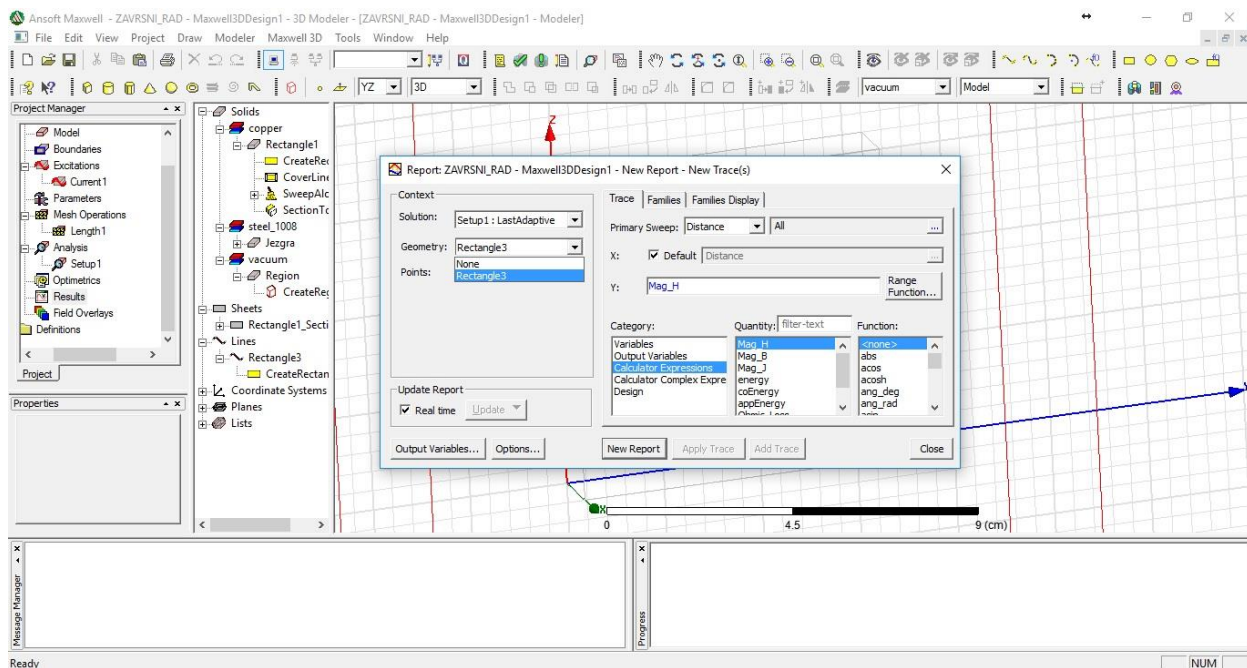 Ansoft Maxwell - ZAVRSNI_RAD - Maxwell3DDesign1 - 3D Modeler - [ZAVRSNI_RAD - Maxwell3DDesign1 - Modeler]
File Edit View Project Draw Modeler Maxwell 3D Tools Window Help
YZ 3D vacuum Model
Project Manager
Model
Boundaries
Excitations
Current1
Parameters
Mesh Operations
Length1
Analysis
Setup1
Optimetrics
Results
Field Overlays
Definitions
Project
Properties
Solids
copper
Rectangle1
CreateRec
CoverLine
SweepAlo
SectionTo
steel_1008
Jezgra
vacuum
Region
CreateReg
Sheets
Rectangle1_Secti
Lines
Rectangle3
CreateRectan
Coordinate Systems
Planes
Lists
Z
Report: ZAVRSNI_RAD - Maxwell3DDesign1 - New Report - New Trace(s)
Context
Solution: Setup1 : LastAdaptive
Geometry: Rectangle3
None
Rectangle3
Points:
Update Report
Real time Update
Output Variables... Options...
Trace Families Families Display
Primary Sweep: Distance All ...
X: Default Distance ...
Y: Mag_H Range Function...
Category: Quantity: filter-text Function:
Variables Mag_H <none>
Output Variables Mag_B abs
Calculator Expressions Mag_J acos
Calculator Complex Expre energy acosh
Design coEnergy ang_deg
appEnergy ang_rad
New Report Apply Trace Add Trace Close
X
0 4.5 9 (cm)
Message Manager
Progress
Ready NUM